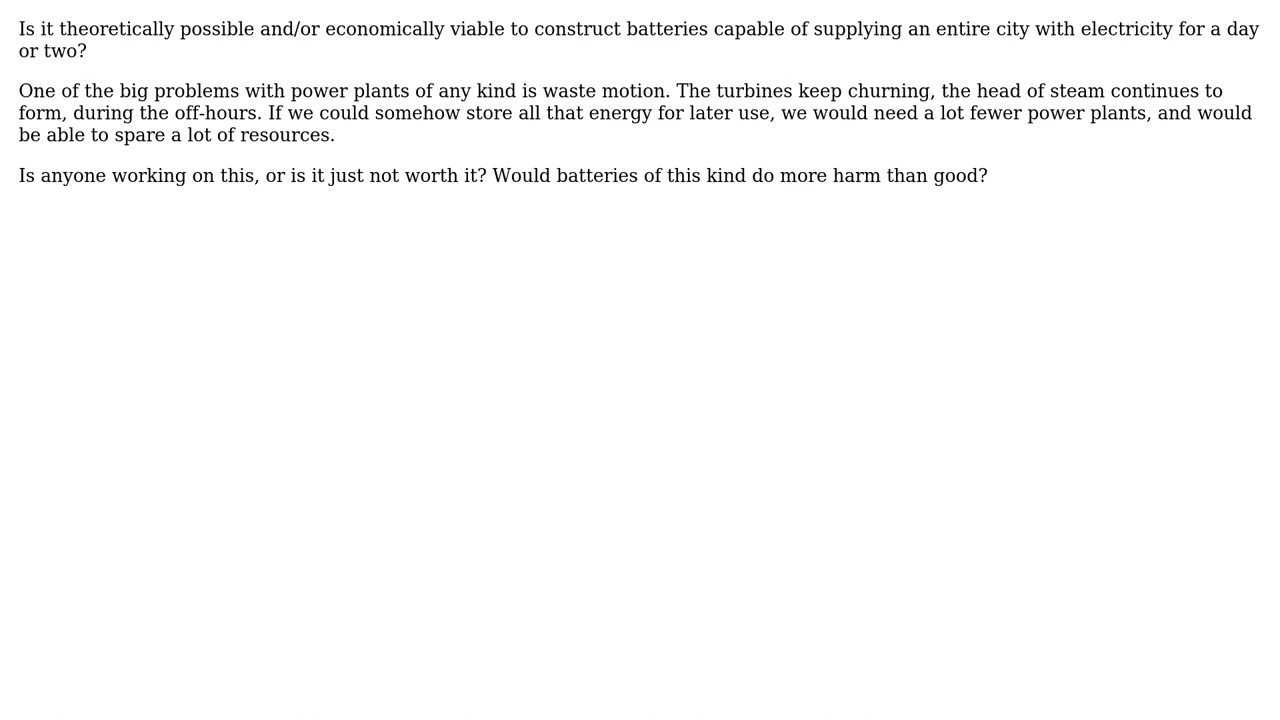 Is it theoretically possible and/or economically viable to construct batteries capable of supplying an entire city with electricity for a day
or two?
One of the big problems with power plants of any kind is waste motion. The turbines keep churning, the head of steam continues to
form, during the off-hours. If we could somehow store all that energy for later use, we would need a lot fewer power plants, and would
be able to spare a lot of resources.
Is anyone working on this, or is it just not worth it? Would batteries of this kind do more harm than good?